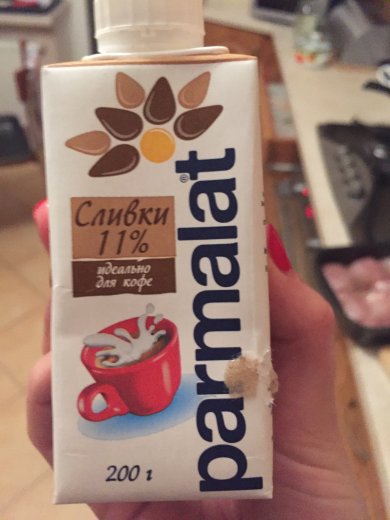 Сливки
11%
идеально
для кофе
parmalat®
200 г